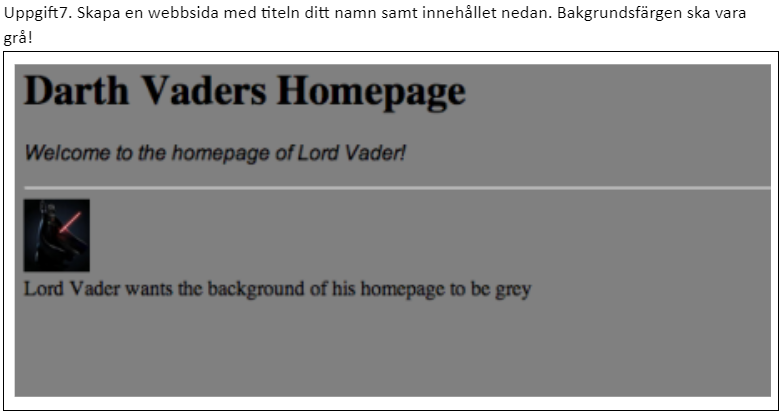 Uppgift7. Skapa en webbsida med titeln ditt namn samt innehållet nedan. Bakgrundsfärgen ska vara
grå!
Darth Vaders Homepage
Welcome to the homepage of Lord Vader!
Lord Vader wants the background of his homepage to be grey